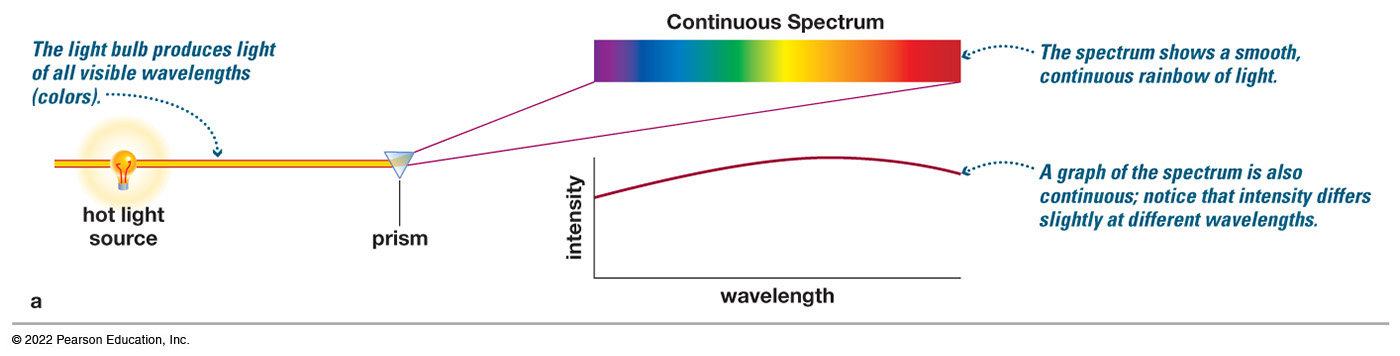 Continuous Spectrum
The light bulb produces light
of all visible wavelengths
(colors).
The spectrum shows a smooth,
continuous rainbow of light.
hot light
source
prism
intensity
wavelength
A graph of the spectrum is also
continuous; notice that intensity differs
slightly at different wavelengths.
a
© 2022 Pearson Education, Inc.